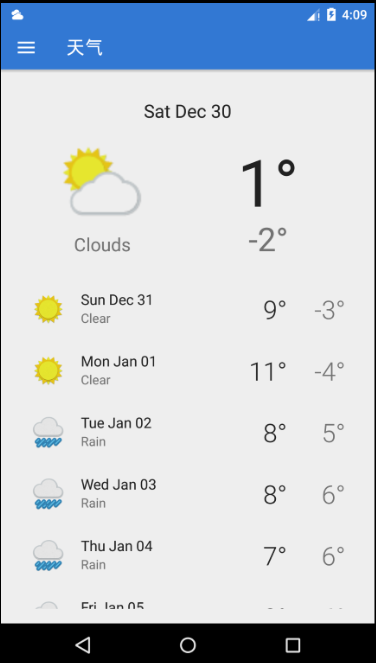 4:09
天气
Sat Dec 30
1°
Clouds
-2°
Sun Dec 31
Clear
9° -3°
Mon Jan 01
Clear
11° -4°
Tue Jan 02
Rain
8° 5°
Wed Jan 03
Rain
8° 6°
Thu Jan 04
Rain
7° 6°
Fri Jan 05